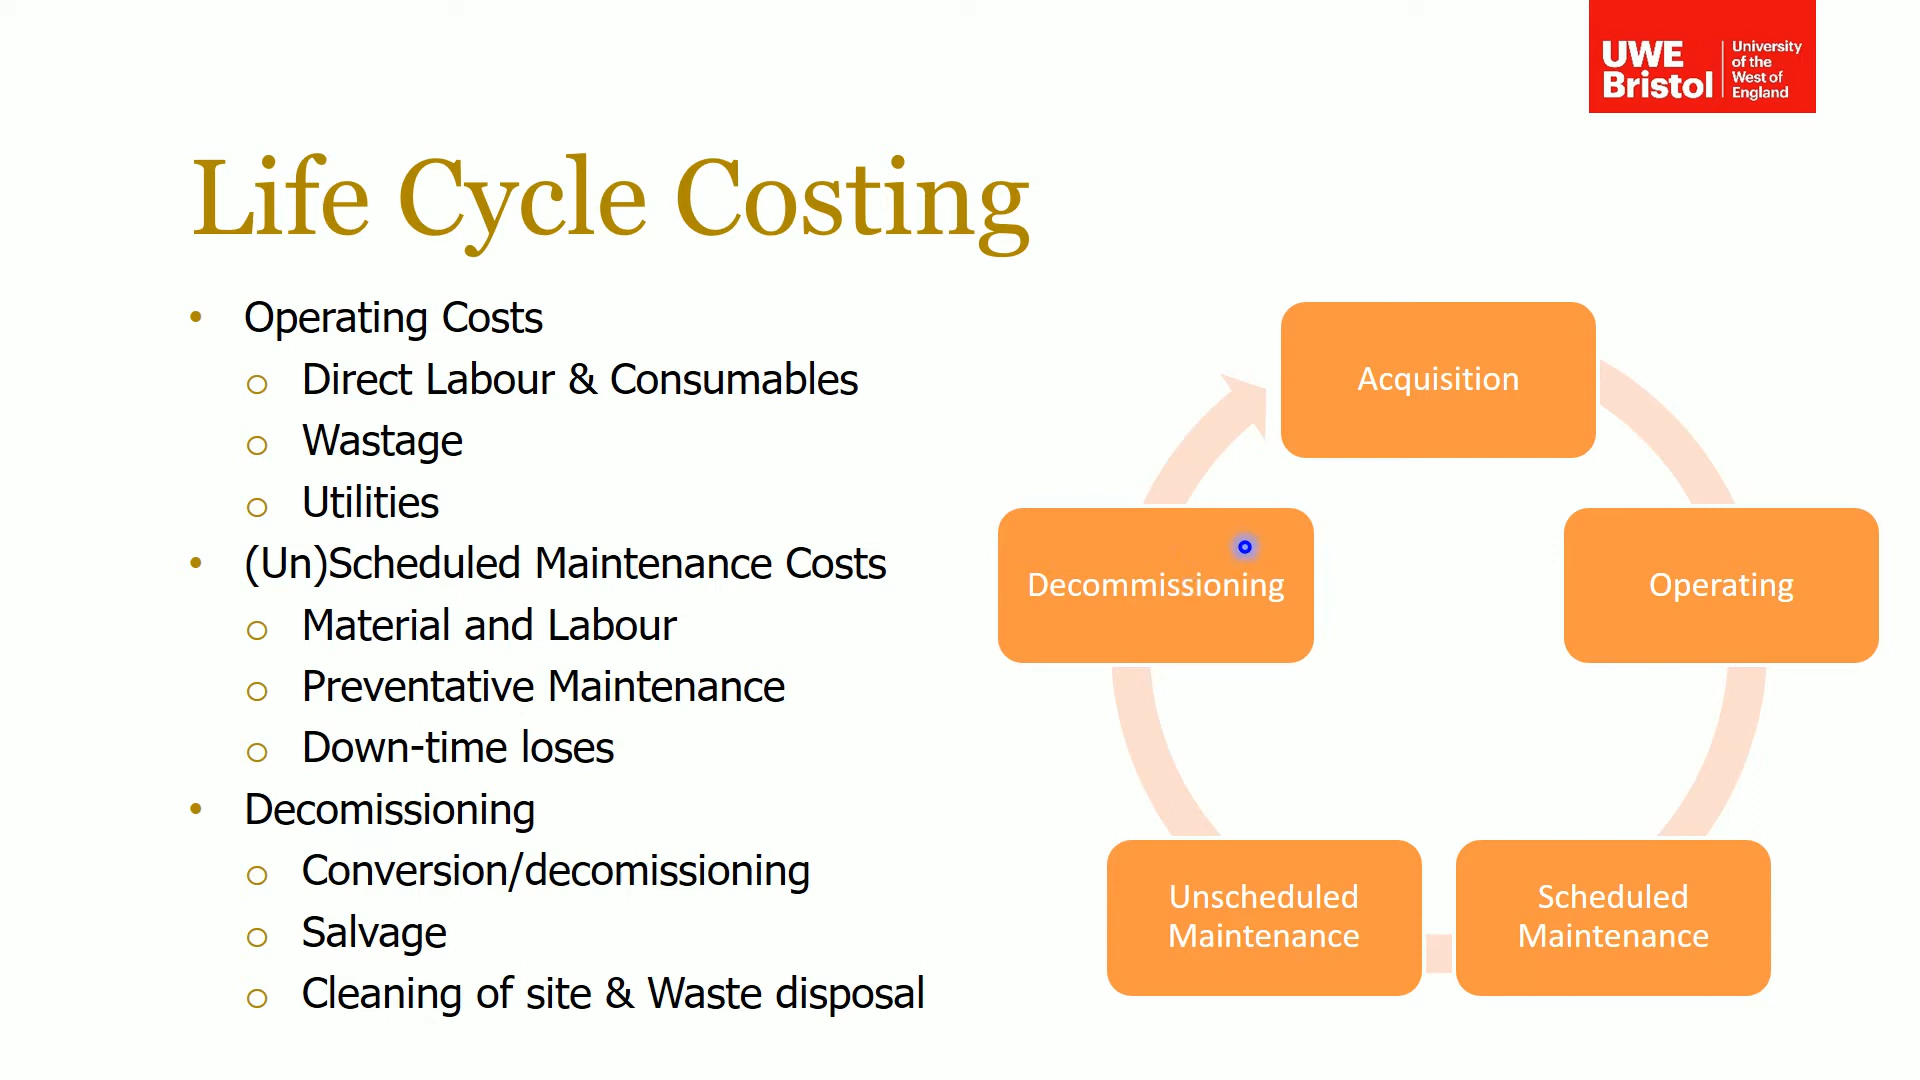 UWE
Bristol
University
of the
West of
England
Life Cycle Costing
• Operating Costs
o Direct Labour & Consumables
o Wastage
o Utilities
• (Un)Scheduled Maintenance Costs
o Material and Labour
o Preventative Maintenance
o Down-time loses
• Decomissioning
o Conversion/decomissioning
o Salvage
o Cleaning of site & Waste disposal
Acquisition
Operating
Scheduled
Maintenance
Unscheduled
Maintenance
Decommissioning